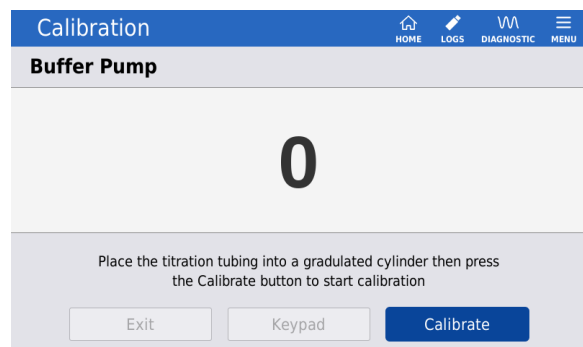 Calibration
HOME LOGS DIAGNOSTIC MENU
Buffer Pump
0
Place the titration tubing into a graduated cylinder then press
the Calibrate button to start calibration
Exit Keypad Calibrate